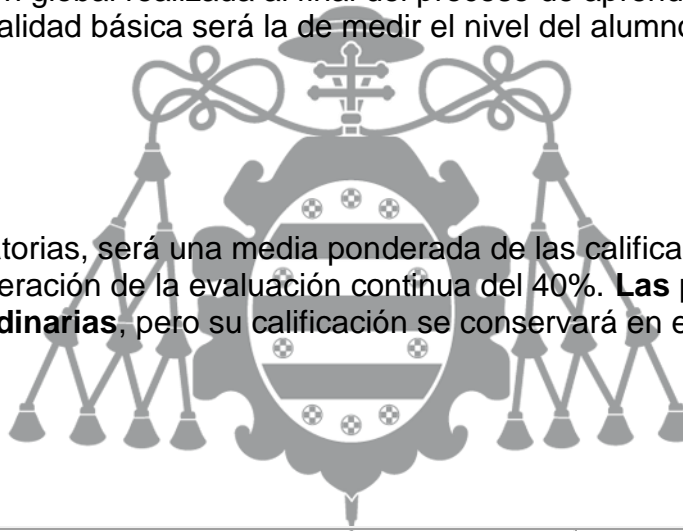 global realizada al final del proceso de
alidad básica será la de medir el nivel del alumno
torias, será una media ponderada de las califica
eración de la evaluación continua del 40%. Las
dinarias, pero su calificación se conservará en e